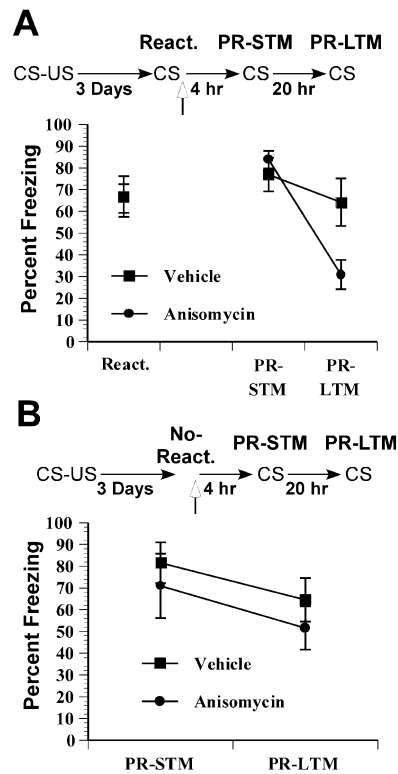 A
React. PR-STM PR-LTM
CS-US CS CS CS
3 Days 4 hr 20 hr
100
90
80
70
60
50
40
30
20
10
0
Percent Freezing
Vehicle
Anisomycin
React. PR- PR-
STM LTM
B
No-
React. PR-STM PR-LTM
CS-US CS CS
3 Days 4 hr 20 hr
100
90
80
70
60
50
40
30
20
10
0
Percent Freezing
Vehicle
Anisomycin
PR-STM PR-LTM